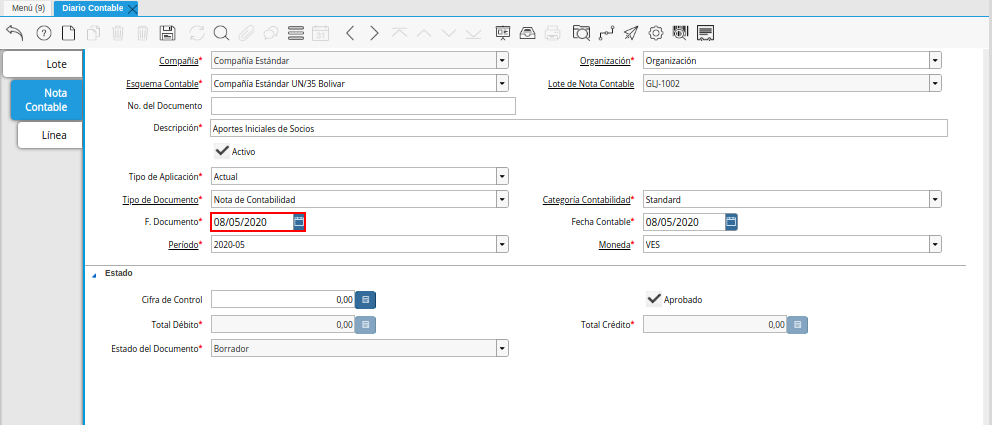 Menú (9) Diario Contable
Lote
Nota Contable
Línea
Compañía* Compañía Estándar Organización* Organización
Esquema Contable* Compañía Estándar UN/35 Bolivar Lote de Nota Contable GLJ-1002
No. del Documento
Descripción* Aportes Iniciales de Socios
Activo
Tipo de Aplicación* Actual
Tipo de Documento* Nota de Contabilidad Categoría Contabilidad* Standard
F. Documento* 08/05/2020 Fecha Contable* 08/05/2020
Período* 2020-05 Moneda* VES
Estado
Cifra de Control 0,00 Aprobado
Total Débito* 0,00 Total Crédito* 0,00
Estado del Documento* Borrador